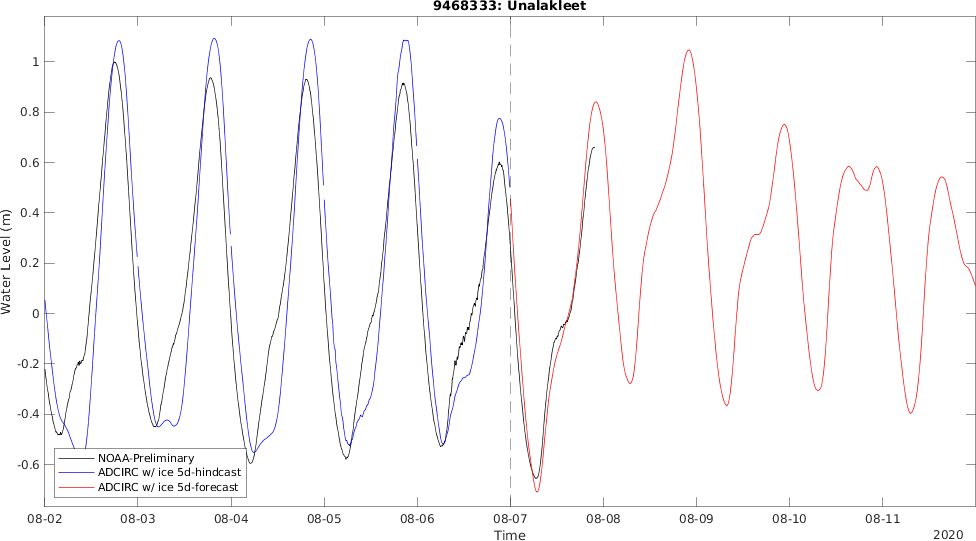 9468333: Unalakleet
Water Level (m)
1
0.8
0.6
0.4
0.2
0
-0.2
-0.4
-0.6
NOAA-Preliminary
ADCIRC w/ ice 5d-hindcast
ADCIRC w/ ice 5d-forecast
08-02 08-03 08-04 08-05 08-06 08-07 08-08 08-09 08-10 08-11
Time
2020